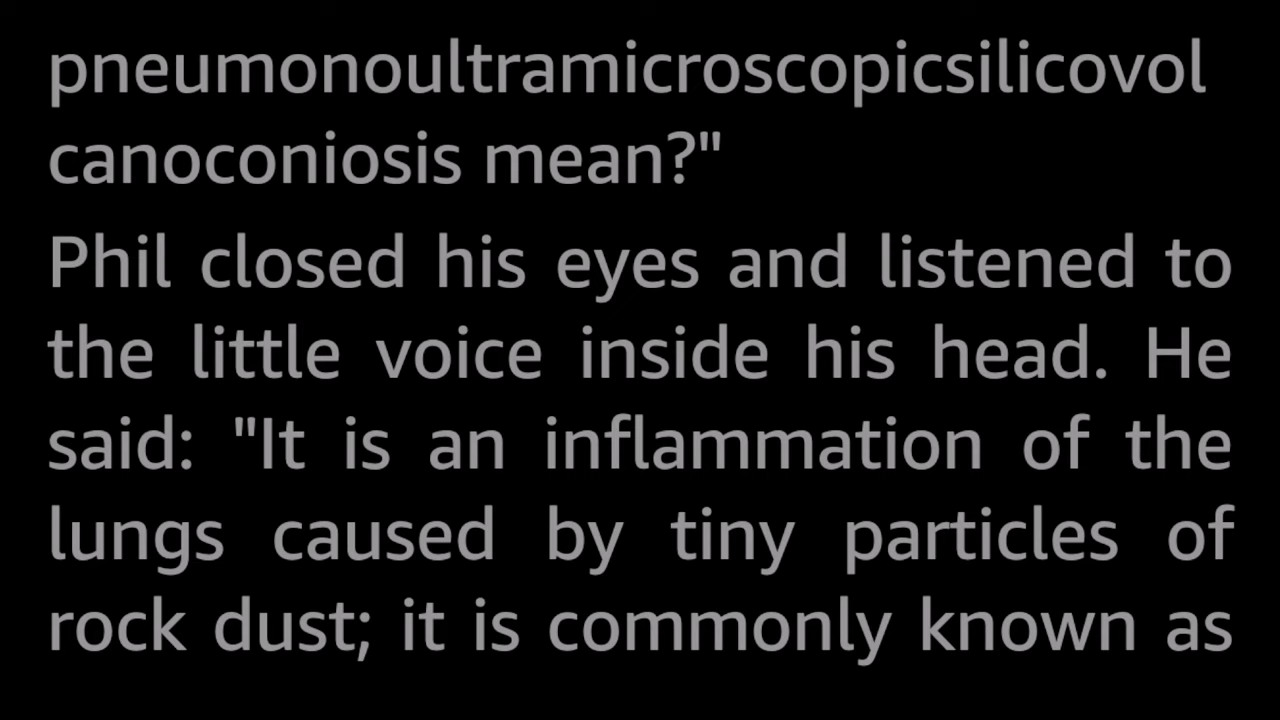 pneumonoultramicroscopicsilicovol
canoconiosis mean?"
Phil closed his eyes and listened to
the little voice inside his head. He
said: "It is an inflammation of the
lungs caused by tiny particles of
rock dust; it is commonly known as